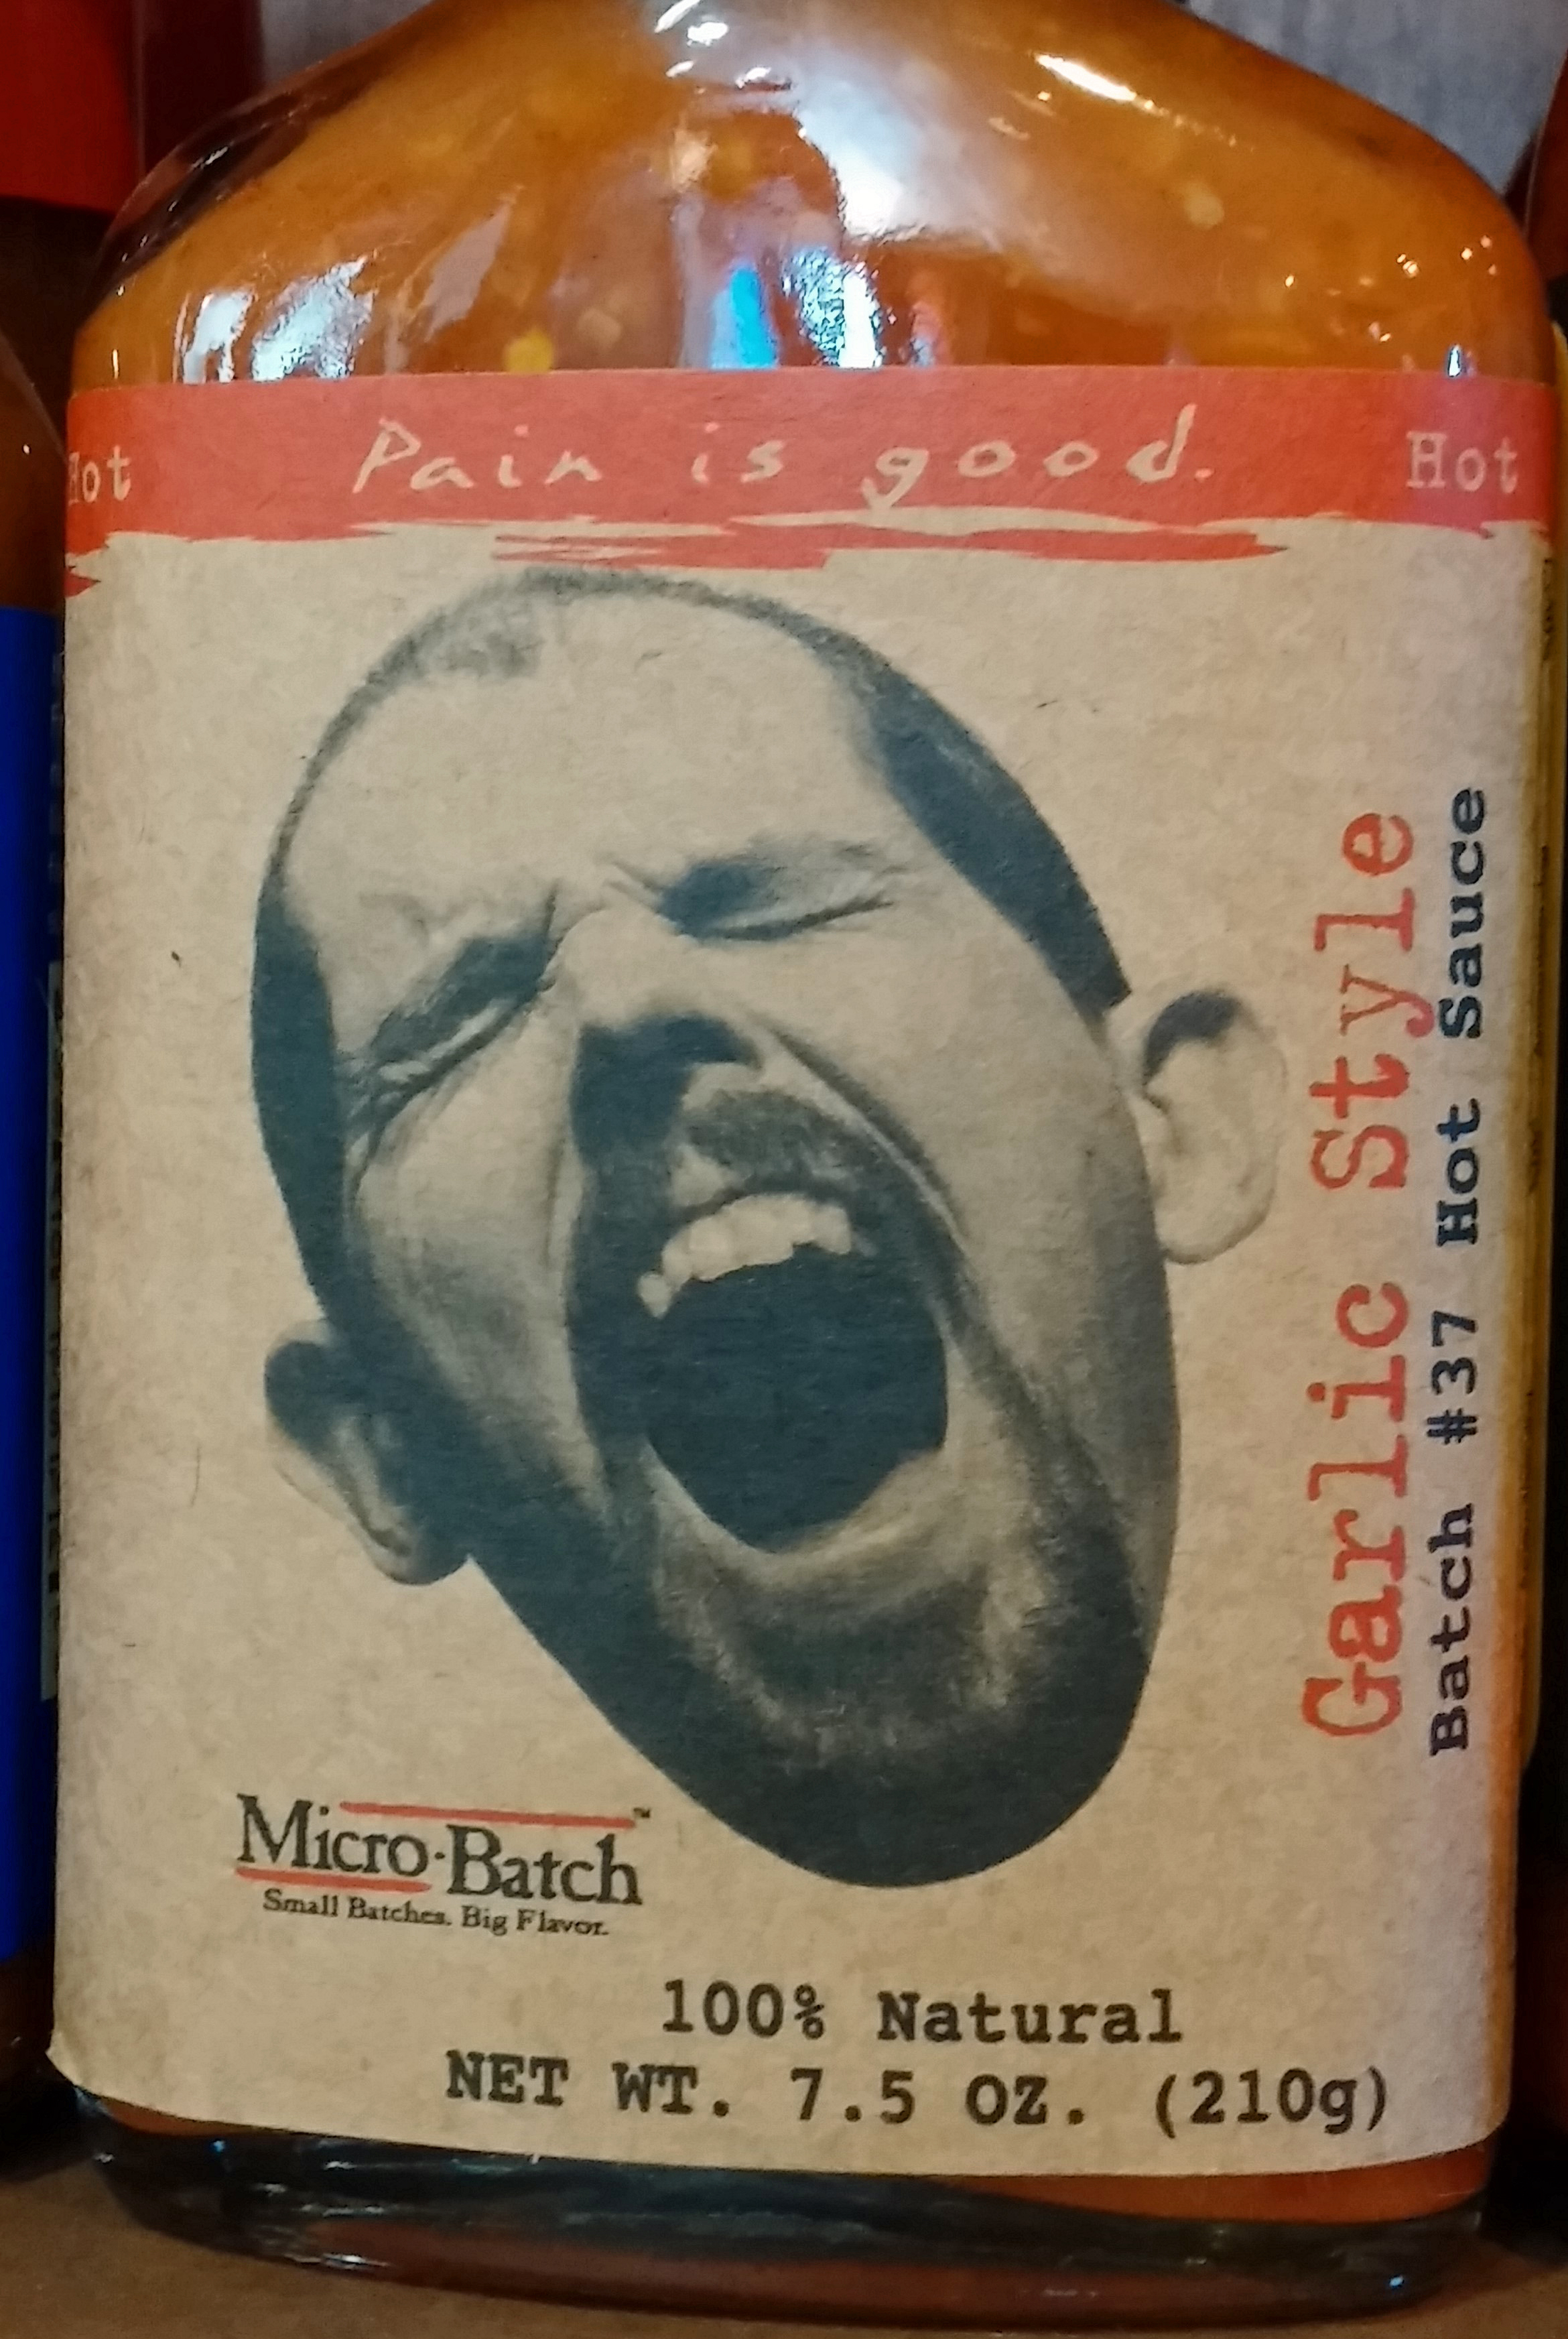 Hot Pain is good. Hot
Garlic Style
Batch #37 Hot Sauce
Micro·Batch™
Small Batches. Big Flavor.
100% Natural
NET WT. 7.5 OZ. (210g)